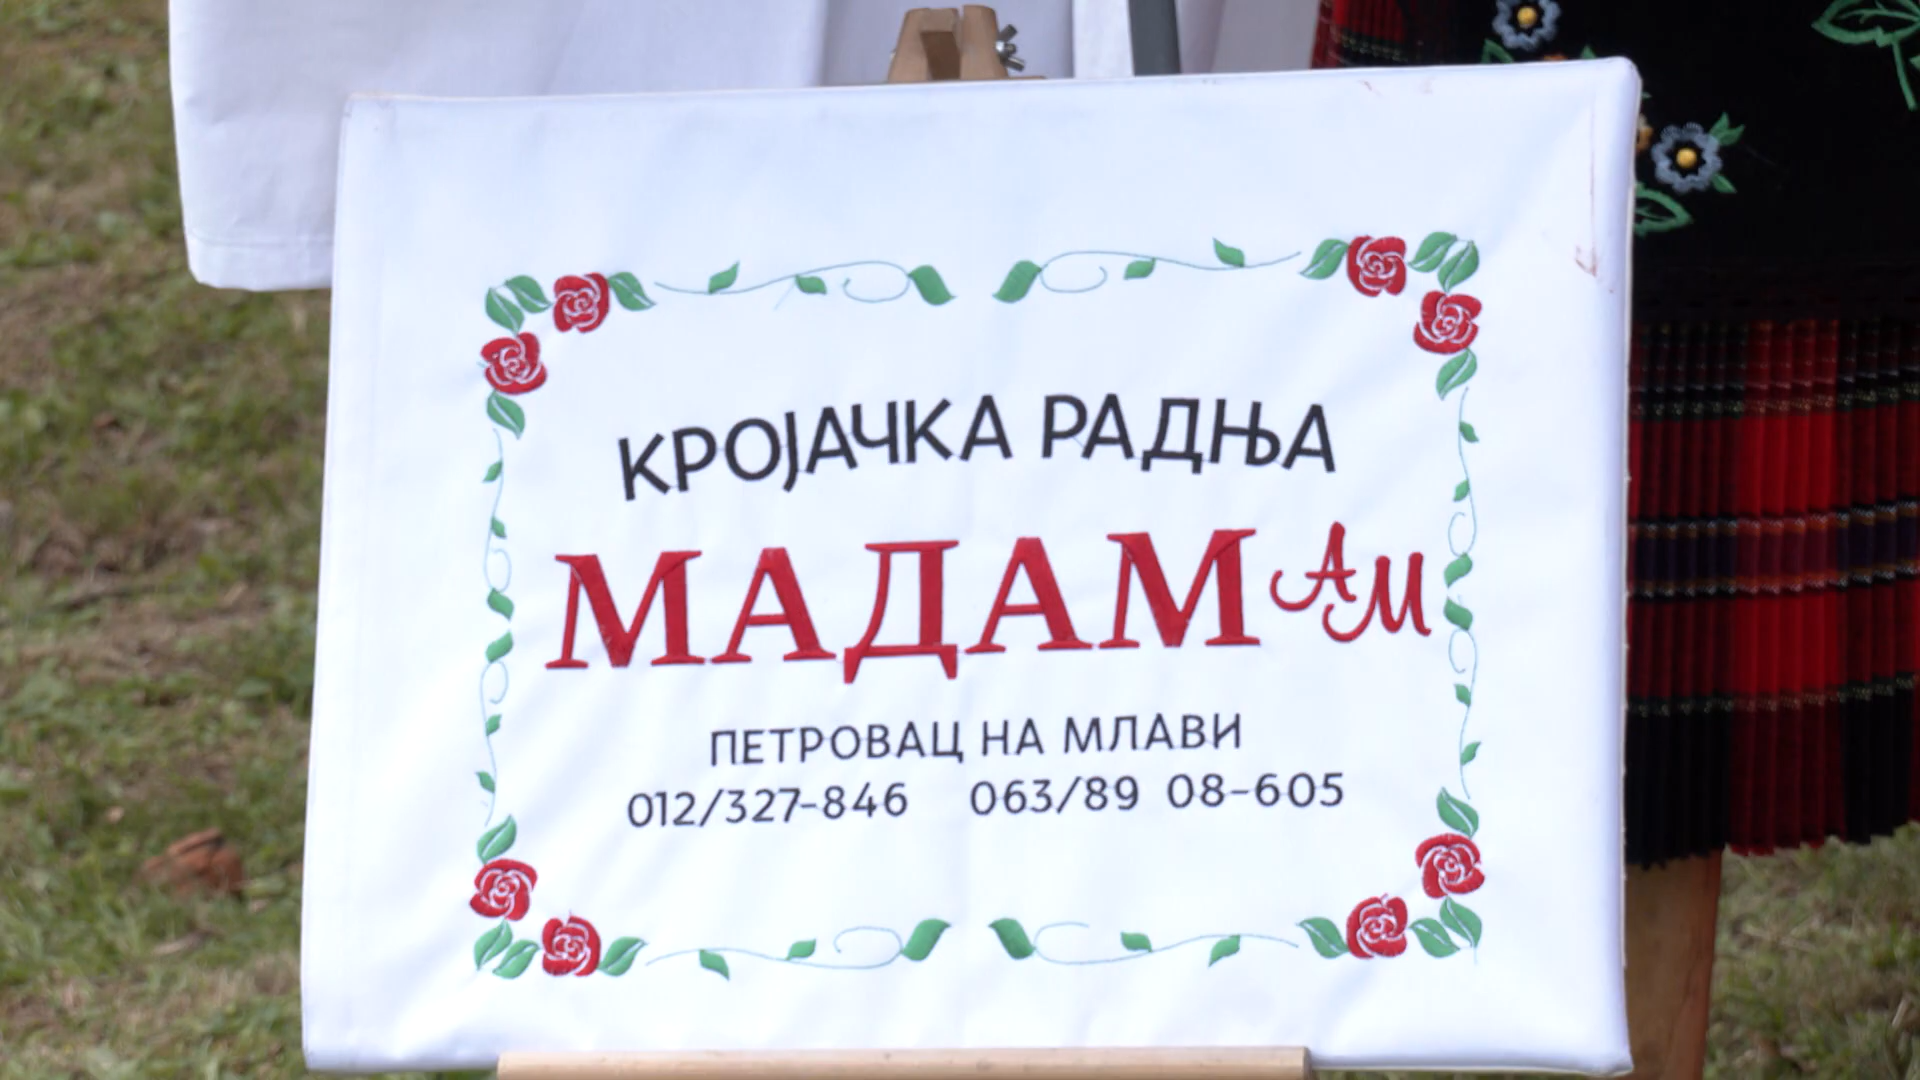 КРОЈАЧКА РАДЊА
МАДАМ АМ
ПЕТРОВАЦ НА МЛАВИ
012/327-846 063/89 08-605